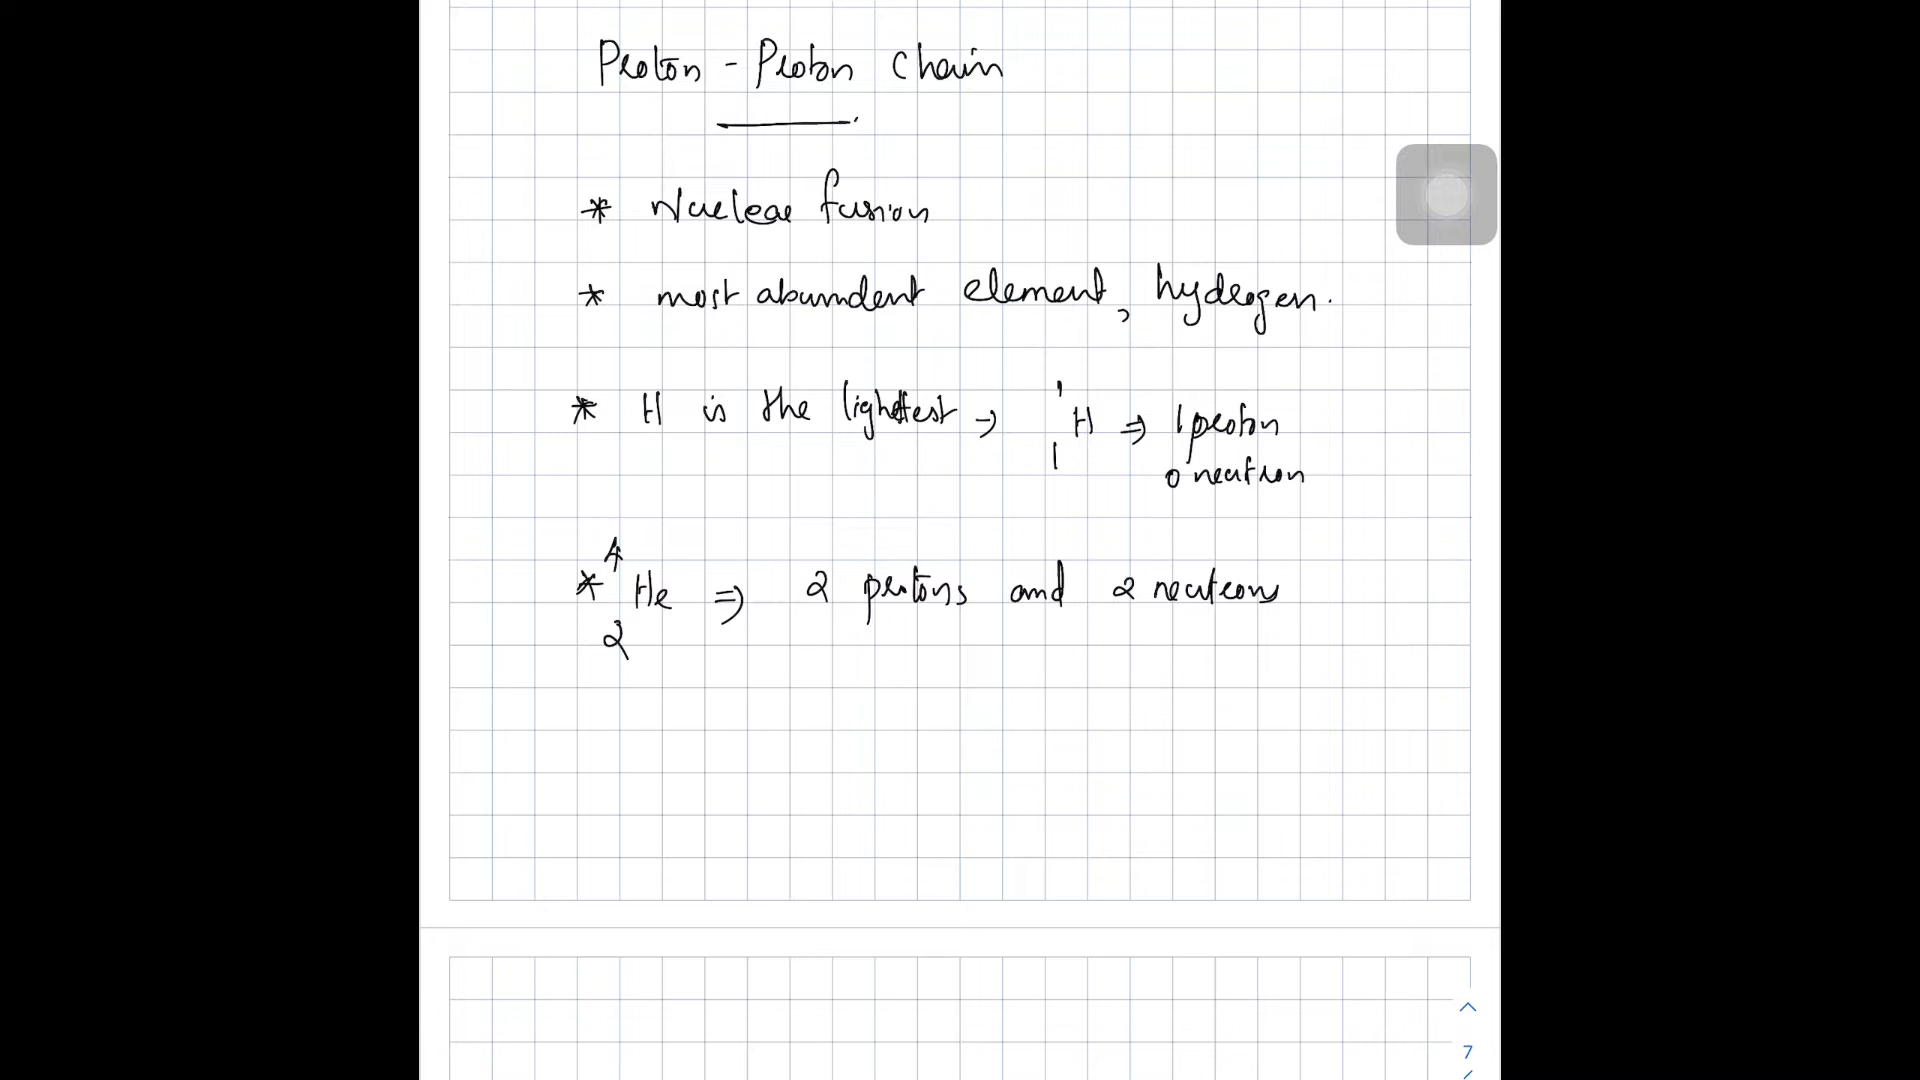 Proton - Proton Chain
* Nuclear fusion
* most abundent element, hydrogen.
* H is the lightest → ¹₁H ⇒ 1 proton
0 neutron
* ⁴₂He ⇒ 2 protons and 2 neutrons
7